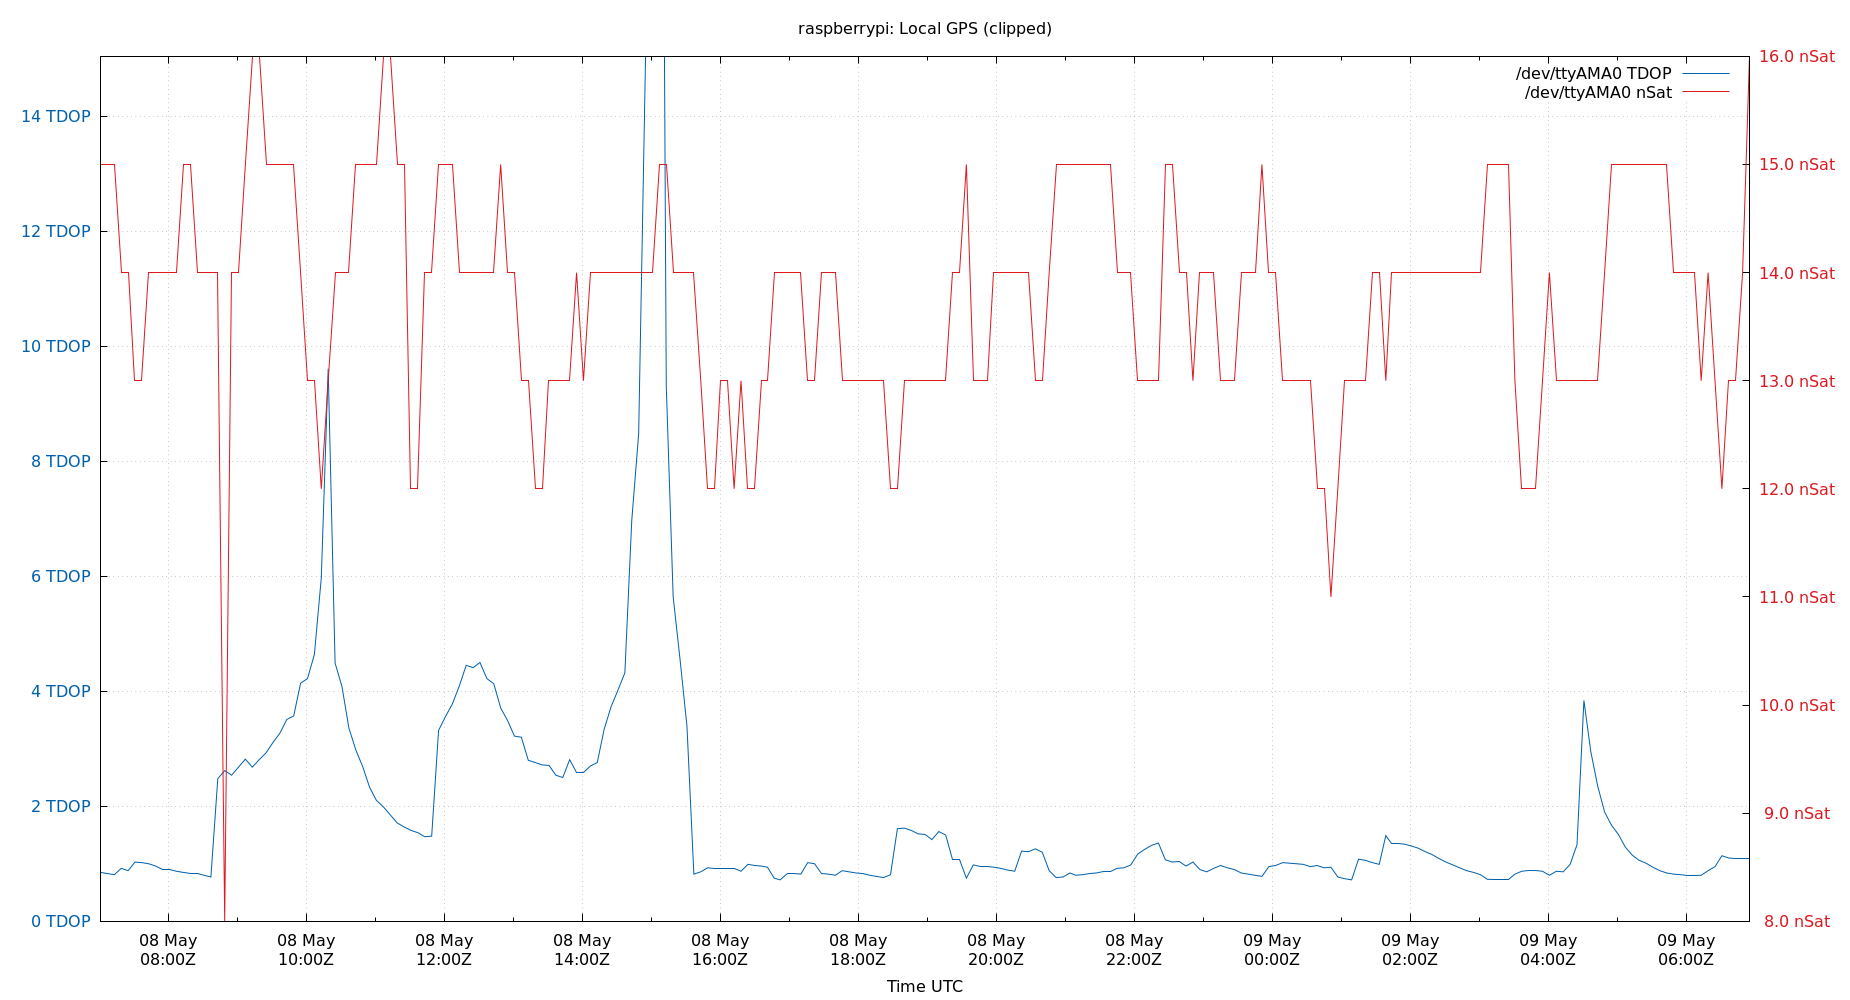 raspberrypi: Local GPS (clipped)
/dev/ttyAMA0 TDOP
/dev/ttyAMA0 nSat
14 TDOP
12 TDOP
10 TDOP
8 TDOP
6 TDOP
4 TDOP
2 TDOP
0 TDOP
16.0 nSat
15.0 nSat
14.0 nSat
13.0 nSat
12.0 nSat
11.0 nSat
10.0 nSat
9.0 nSat
8.0 nSat
08 May
08:00Z
08 May
10:00Z
08 May
12:00Z
08 May
14:00Z
08 May
16:00Z
08 May
18:00Z
08 May
20:00Z
08 May
22:00Z
09 May
00:00Z
09 May
02:00Z
09 May
04:00Z
09 May
06:00Z
Time UTC